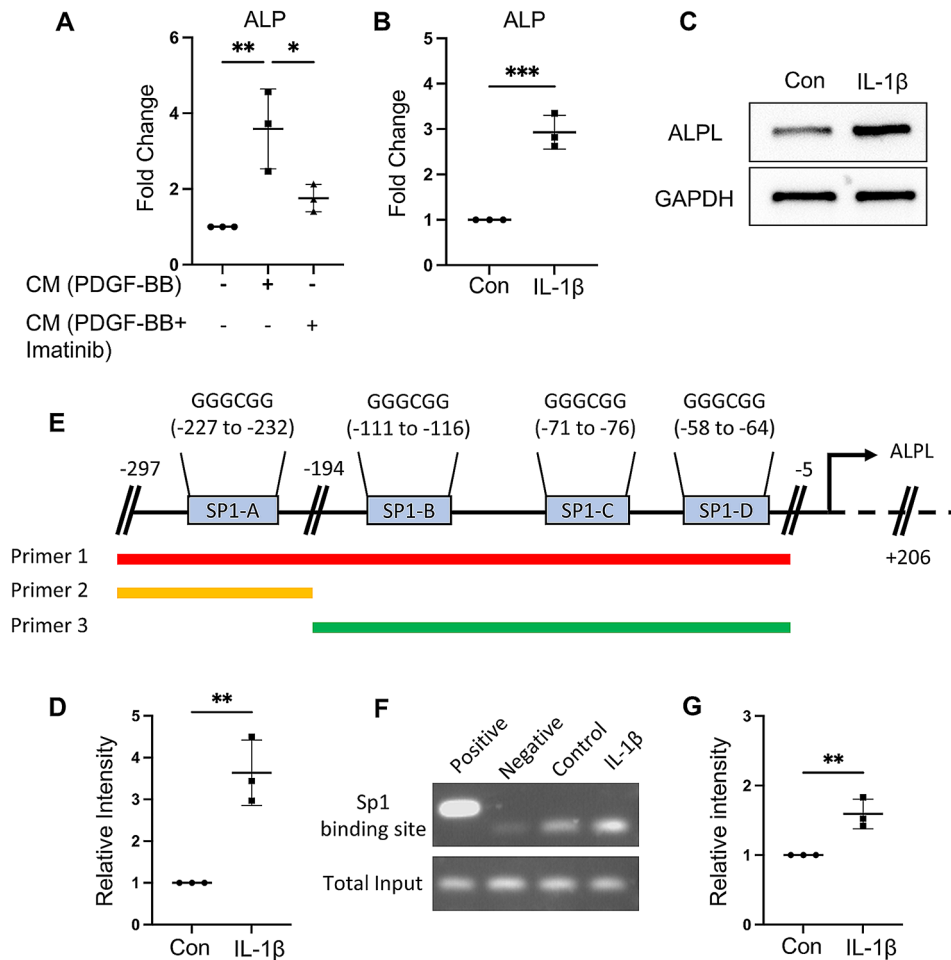 A
ALP
**
*
6
4
2
0
Fold Change
CM (PDGF-BB)
- + -
CM (PDGF-BB+
Imatinib)
- - +
B
ALP
***
5
4
3
2
1
0
Fold Change
Con IL-1β
C
Con IL-1β
ALPL
GAPDH
E
GGGCGG GGGCGG GGGCGG GGGCGG
(-227 to -232) (-111 to -116) (-71 to -76) (-58 to -64)
-297 -194 -5 ALPL
SP1-A SP1-B SP1-C SP1-D
Primer 1 +206
Primer 2
Primer 3
D
**
5
4
3
2
1
0
Relative Intensity
Con IL-1β
F
Positive Negative Control IL-1β
Sp1
binding site
Total Input
G
**
3
2
1
0
Relative intensity
Con IL-1β